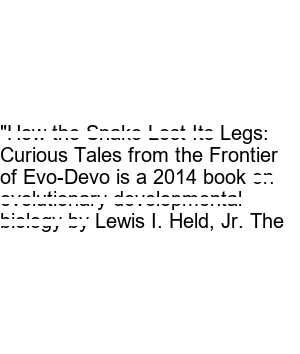 "How the Snake Lost Its Legs:
Curious Tales from the Frontier
of Evo-Devo is a 2014 book on
evolutionary developmental
biology by Lewis I. Held, Jr. The